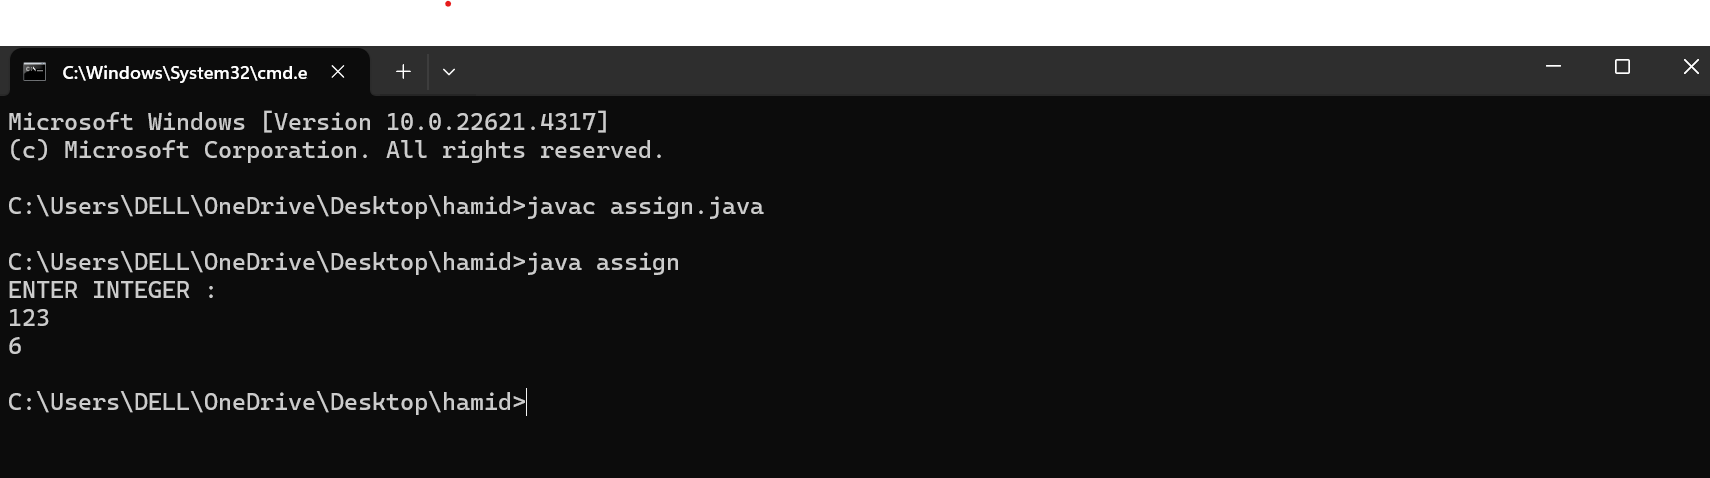 C:\Windows\System32\cmd.e
Microsoft Windows [Version 10.0.22621.4317]
(c) Microsoft Corporation. All rights reserved.
C:\Users\DELL\OneDrive\Desktop\hamid>javac assign.java
C:\Users\DELL\OneDrive\Desktop\hamid>java assign
ENTER INTEGER :
123
6
C:\Users\DELL\OneDrive\Desktop\hamid>